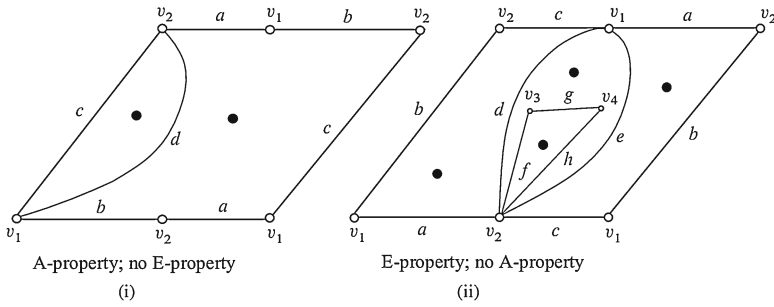 v2 a v1 b v2
c d c
v1 b v2 a v1
A-property; no E-property
(i)
v2 c v1 a v2
b d v3 g v4 e b
f h
v1 a v2 c v1
E-property; no A-property
(ii)